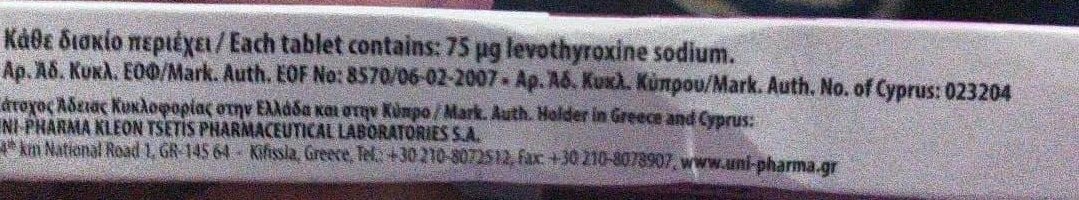 Κάθε δισκίο περιέχει / Each tablet contains: 75 μg levothyroxine sodium.
Αρ. Άδ. Κυκλ. ΕΟΦ/Mark. Auth. EOF No: 8570/06-02-2007 - Αρ. Άδ. Κυκλ. Κύπρου/Mark. Auth. No. of Cyprus: 023204
άτοχος Άδειας Κυκλοφορίας στην Ελλάδα και στην Κύπρο / Mark. Auth. Holder in Greece and Cyprus:
NI-PHARMA KLEON TSETIS PHARMACEUTICAL LABORATORIES S.A.
4th km National Road 1, GR-145 64 - Kifissia, Greece, Tel.: +30 210-8072512, Fax: +30 210-8078907, www.uni-pharma.gr